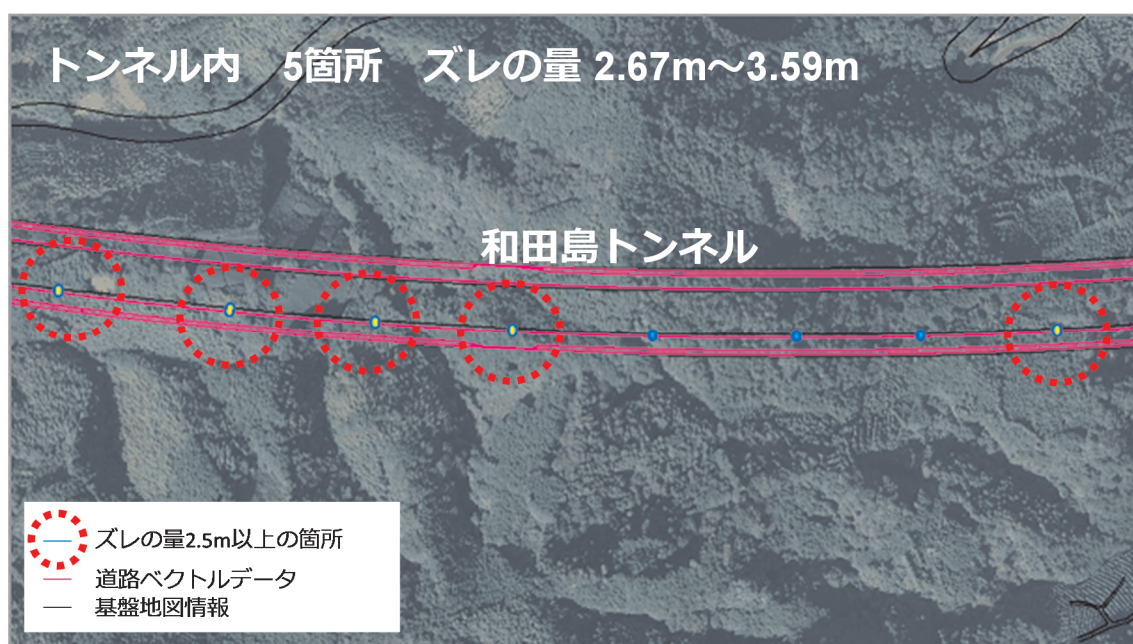 トンネル内 5箇所 ズレの量 2.67m～3.59m
和田島トンネル
ズレの量2.5m以上の箇所
道路ベクトルデータ
基盤地図情報